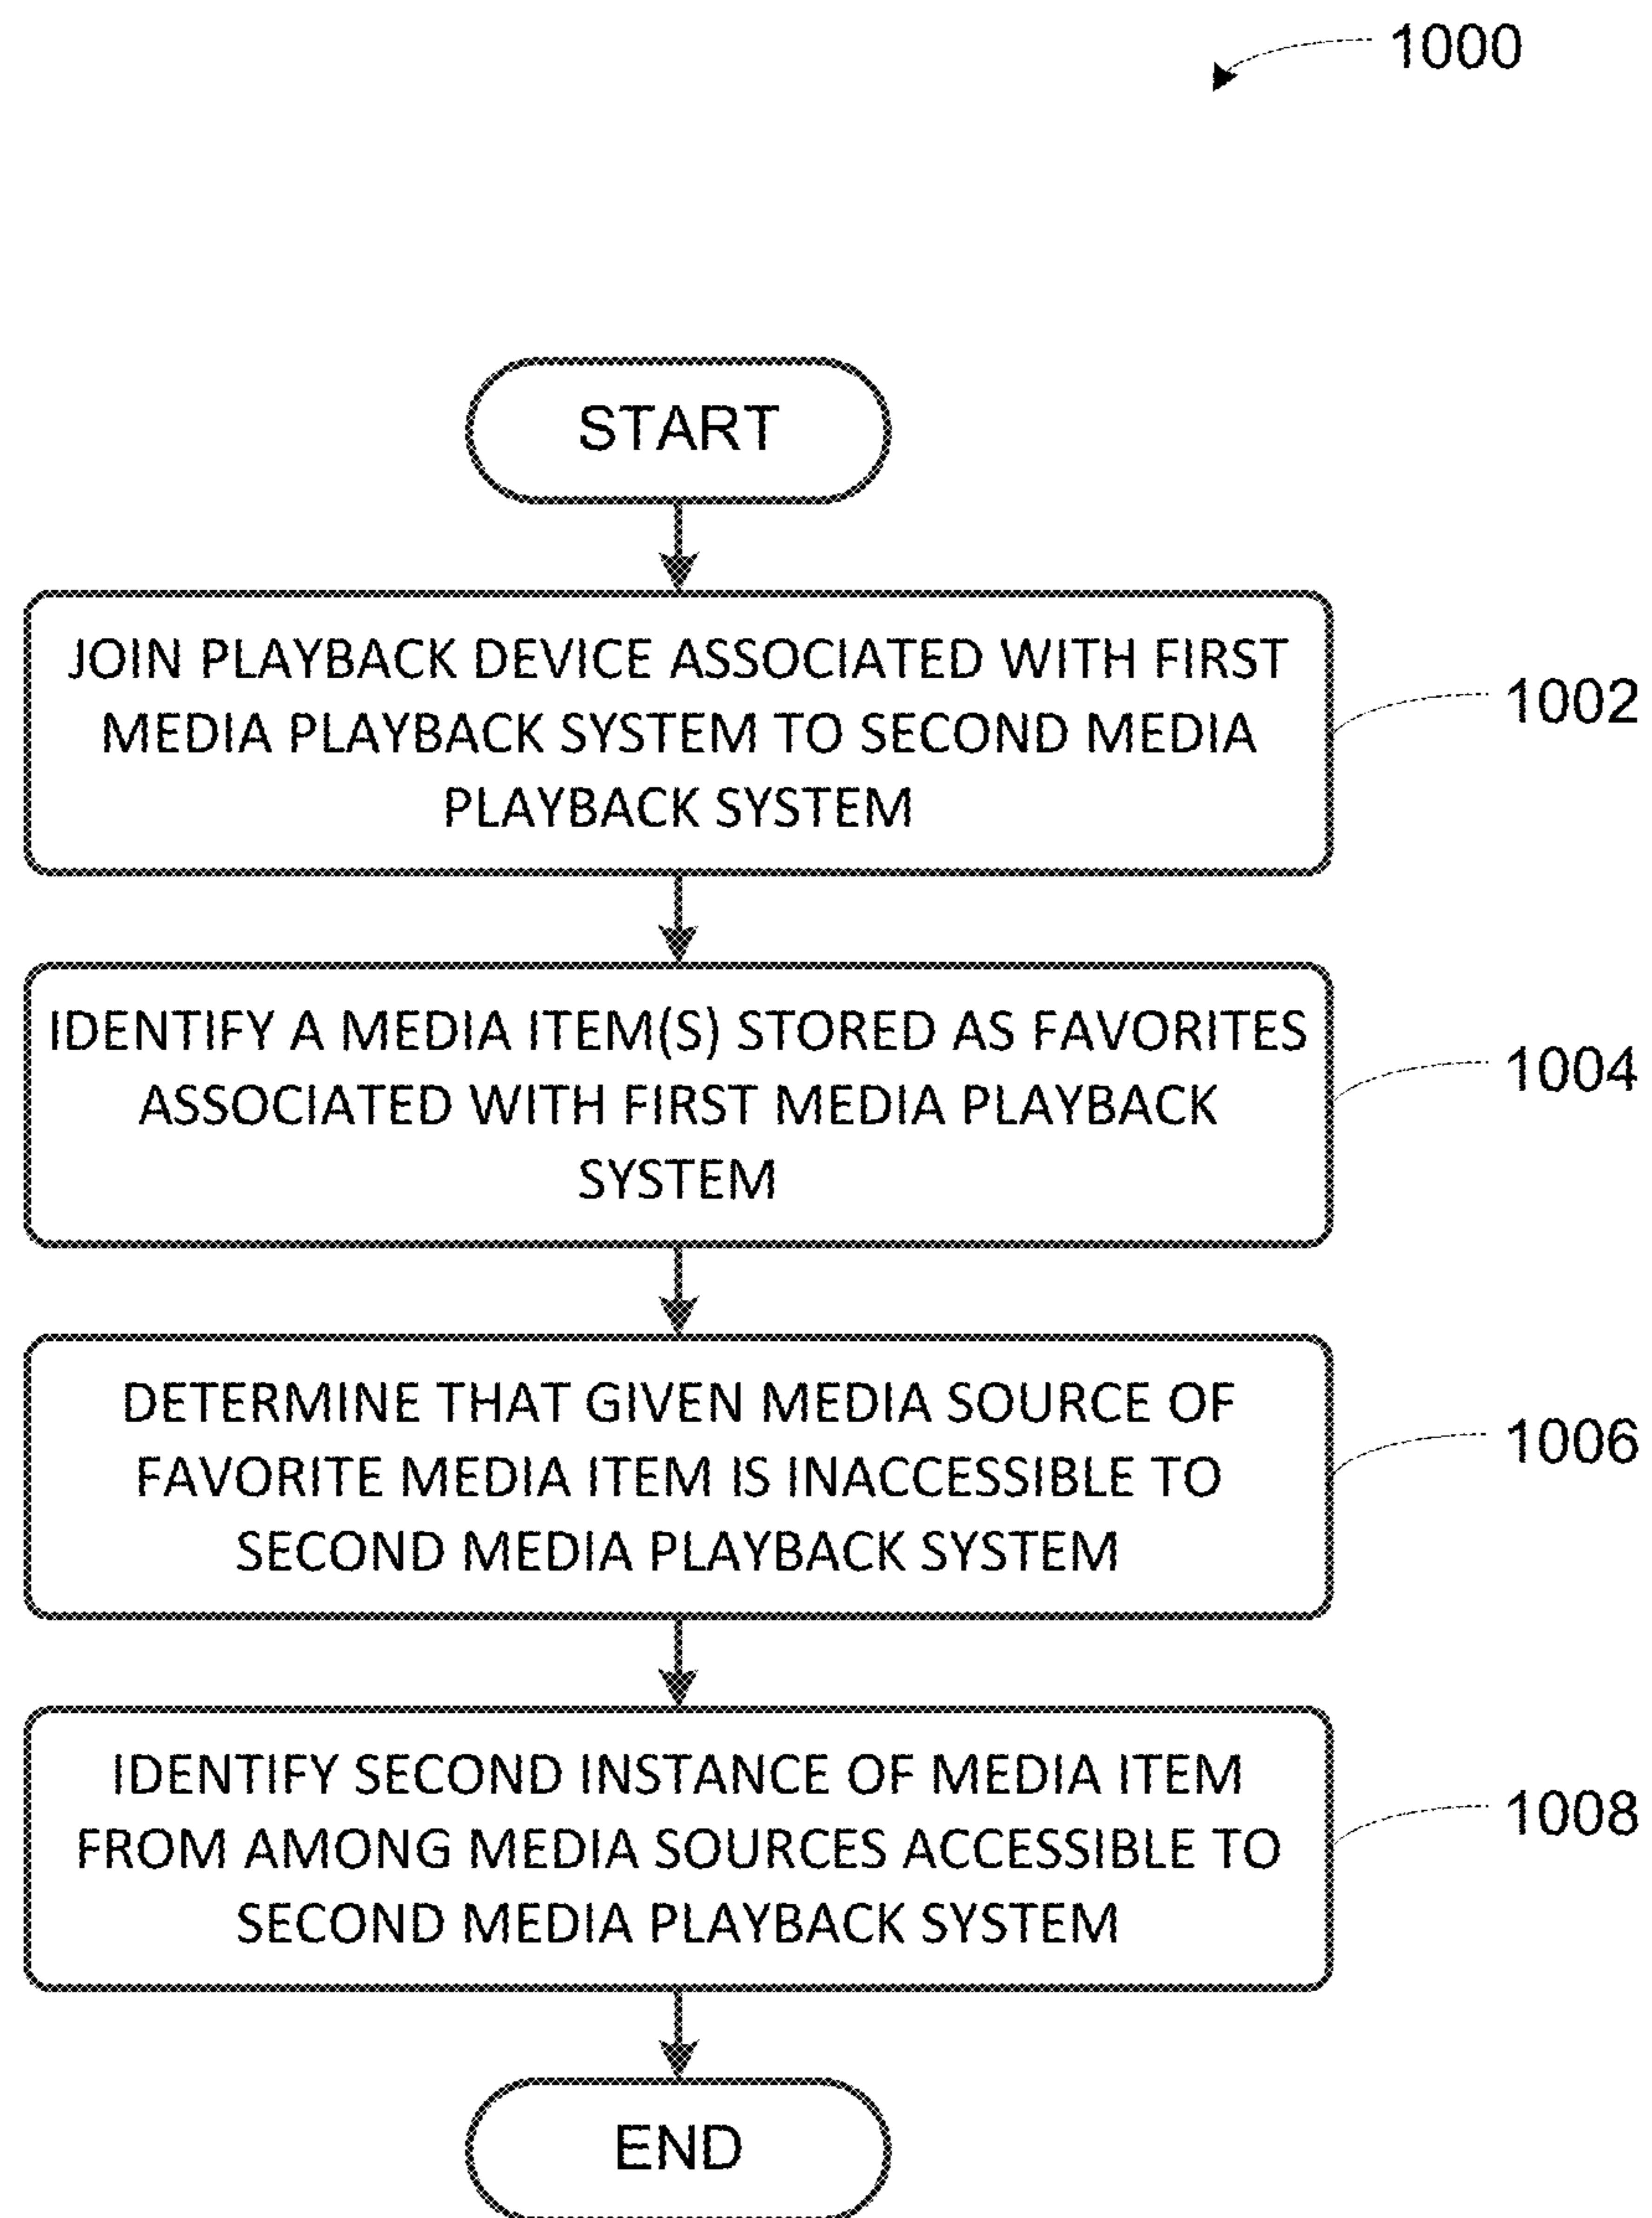 1000
START
JOIN PLAYBACK DEVICE ASSOCIATED WITH FIRST
MEDIA PLAYBACK SYSTEM TO SECOND MEDIA
PLAYBACK SYSTEM
1002
IDENTIFY A MEDIA ITEM(S) STORED AS FAVORITES
ASSOCIATED WITH FIRST MEDIA PLAYBACK
SYSTEM
1004
DETERMINE THAT GIVEN MEDIA SOURCE OF
FAVORITE MEDIA ITEM IS INACCESSIBLE TO
SECOND MEDIA PLAYBACK SYSTEM
1006
IDENTIFY SECOND INSTANCE OF MEDIA ITEM
FROM AMONG MEDIA SOURCES ACCESSIBLE TO
SECOND MEDIA PLAYBACK SYSTEM
1008
END